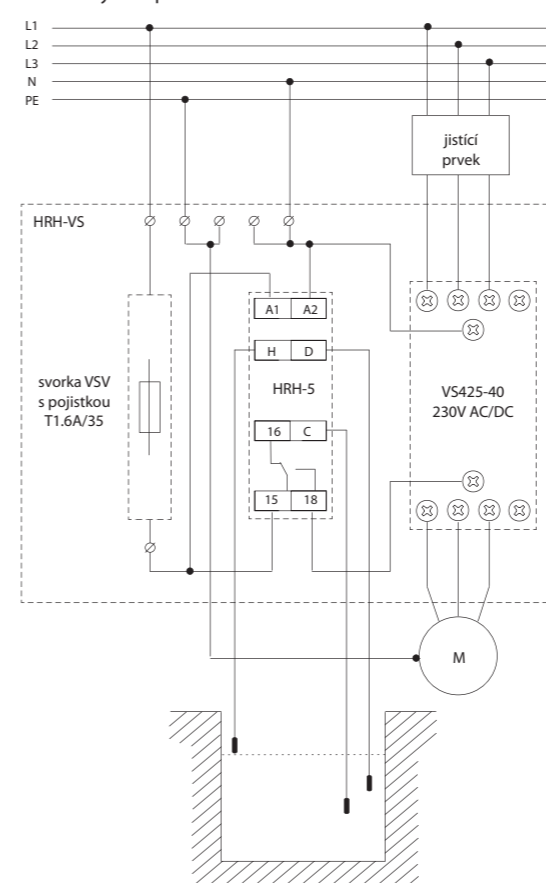 L1
L2
L3
N
PE
jistící
prvek
HRH-VS
A1 A2
H D
HRH-5
16 C
15 18
svorka VSV
s pojistkou
T1.6A/35
VS425-40
230V AC/DC
M